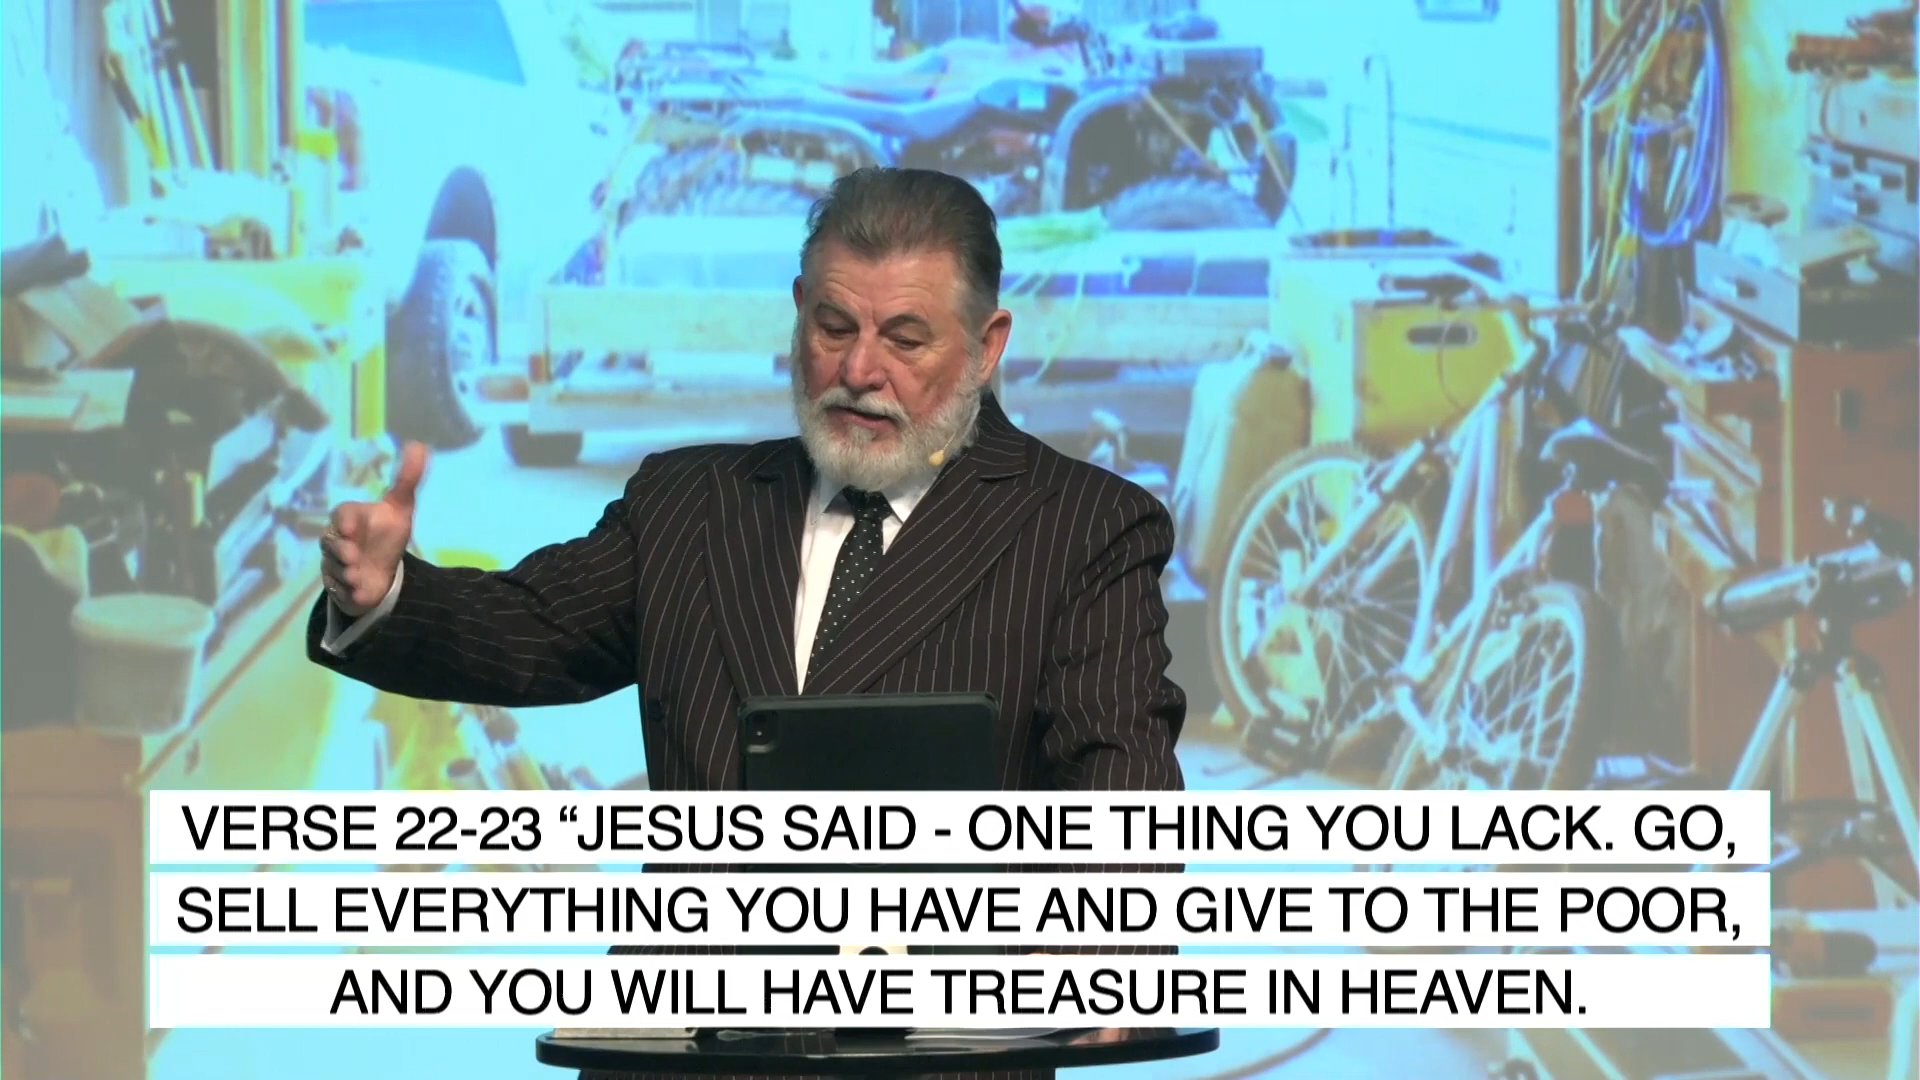 VERSE 22-23 “JESUS SAID - ONE THING YOU LACK. GO,
SELL EVERYTHING YOU HAVE AND GIVE TO THE POOR,
AND YOU WILL HAVE TREASURE IN HEAVEN.